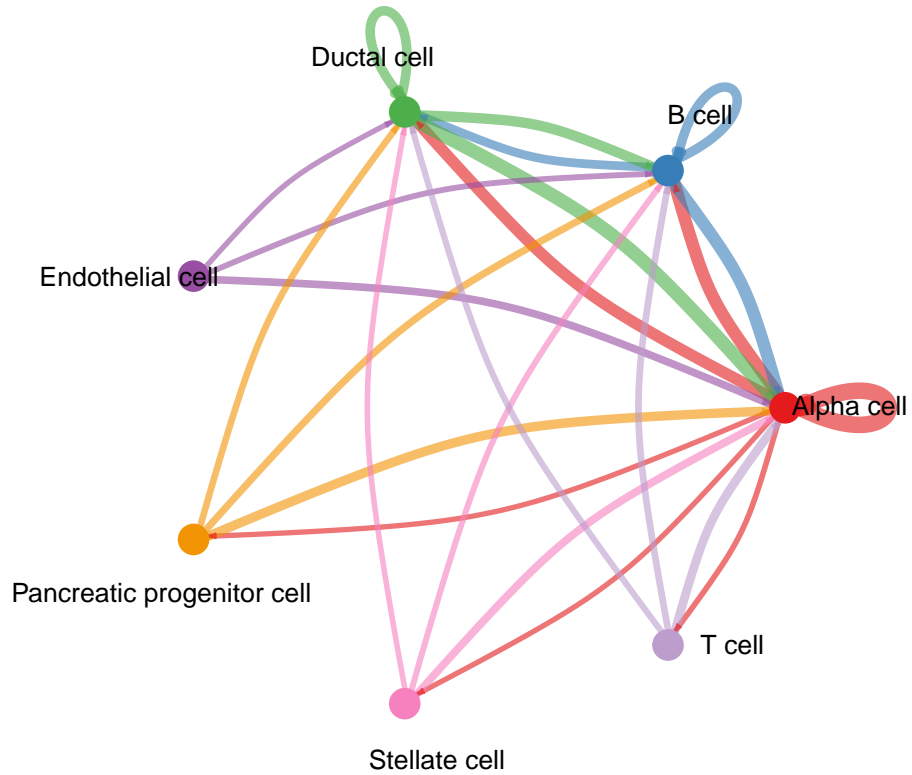 Ductal cell
B cell
Endothelial cell
Alpha cell
Pancreatic progenitor cell
T cell
Stellate cell